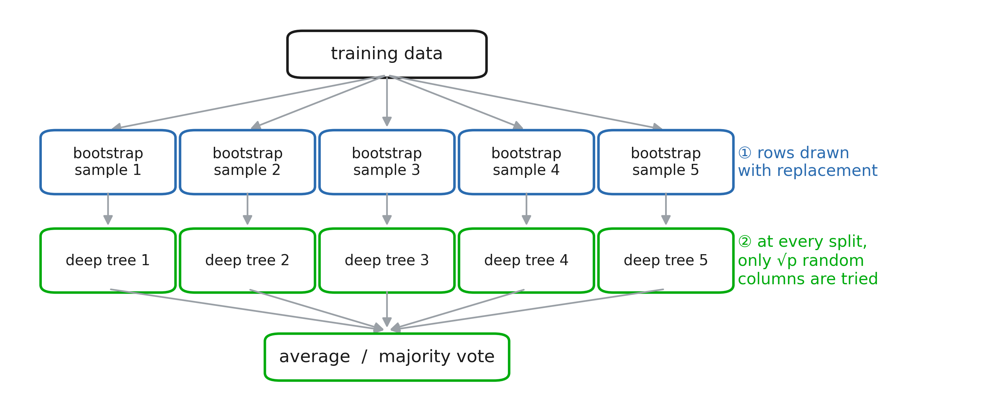 training data
bootstrap
sample 1
bootstrap
sample 2
bootstrap
sample 3
bootstrap
sample 4
bootstrap
sample 5
① rows drawn
with replacement
deep tree 1
deep tree 2
deep tree 3
deep tree 4
deep tree 5
② at every split,
only √p random
columns are tried
average / majority vote